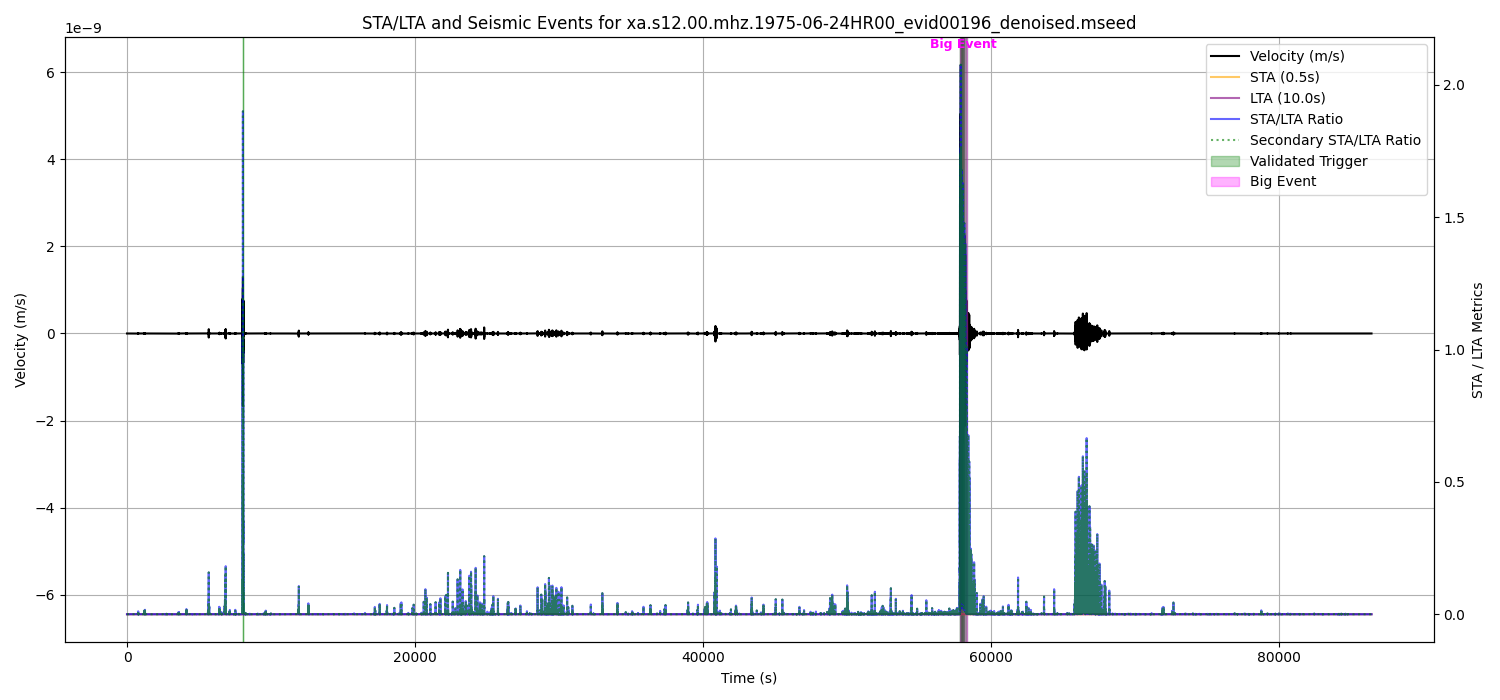 STA/LTA and Seismic Events for xa.s12.00.mhz.1975-06-24HR00_evid00196_denoised.mseed
1e−9
Big Event
Velocity (m/s)
STA (0.5s)
LTA (10.0s)
STA/LTA Ratio
Secondary STA/LTA Ratio
Validated Trigger
Big Event
6
4
2
0
−2
−4
−6
Velocity (m/s)
2.0
1.5
1.0
0.5
0.0
STA / LTA Metrics
0
20000
40000
60000
80000
Time (s)